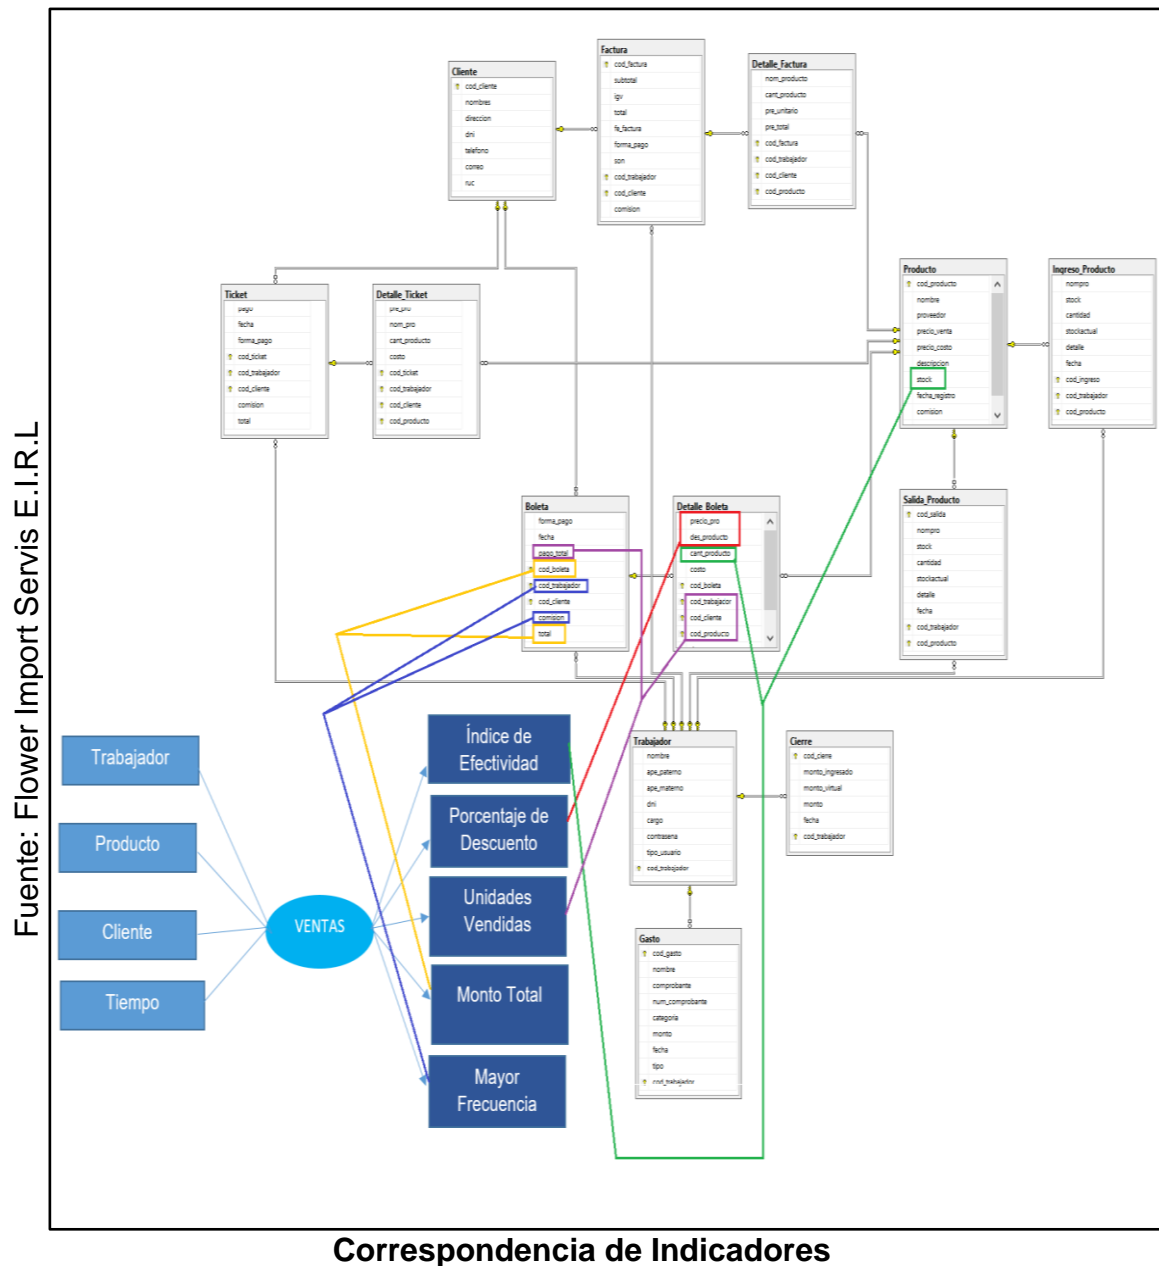 Factura
cod_factura
subtotal
igv
total
fe_factura
forma_pago
son
cod_trabajador
cod_cliente
comision
Detalle_Factura
nom_producto
cant_producto
pre_unitario
pre_total
cod_factura
cod_trabajador
cod_cliente
cod_producto
Cliente
cod_cliente
nombres
direccion
dni
telefono
correo
ruc
Ticket
pago
fecha
forma_pago
cod_ticket
cod_trabajador
cod_cliente
comision
total
Detalle_Ticket
pre_pro
nom_pro
cant_producto
costo
cod_ticket
cod_trabajador
cod_cliente
cod_producto
Producto
cod_producto
nombre
proveedor
precio_venta
precio_costo
descripcion
stock
fecha_registro
comision
Ingreso_Producto
nompro
stock
cantidad
stockactual
detalle
fecha
cod_ingreso
cod_trabajador
cod_producto
Boleta
forma_pago
fecha
pago_total
cod_boleta
cod_trabajador
cod_cliente
comision
total
Detalle_Boleta
precio_pro
des_producto
cant_producto
costo
cod_boleta
cod_trabajador
cod_cliente
cod_producto
Salida_Producto
cod_salida
nompro
stock
cantidad
stockactual
detalle
fecha
cod_trabajador
cod_producto
Trabajador
nombre
ape_paterno
ape_materno
dni
cargo
contrasena
tipo_usuario
cod_trabajador
Cierre
cod_cierre
monto_ingresado
monto_virtual
monto
fecha
cod_trabajador
Gasto
cod_gasto
nombre
comprobante
num_comprobante
categoria
monto
fecha
tipo
cod_trabajador
Trabajador
Producto
Cliente
Tiempo
VENTAS
Índice de
Efectividad
Porcentaje de
Descuento
Unidades
Vendidas
Monto Total
Mayor
Frecuencia
Fuente: Flower Import Servis E.I.R.L
Correspondencia de Indicadores